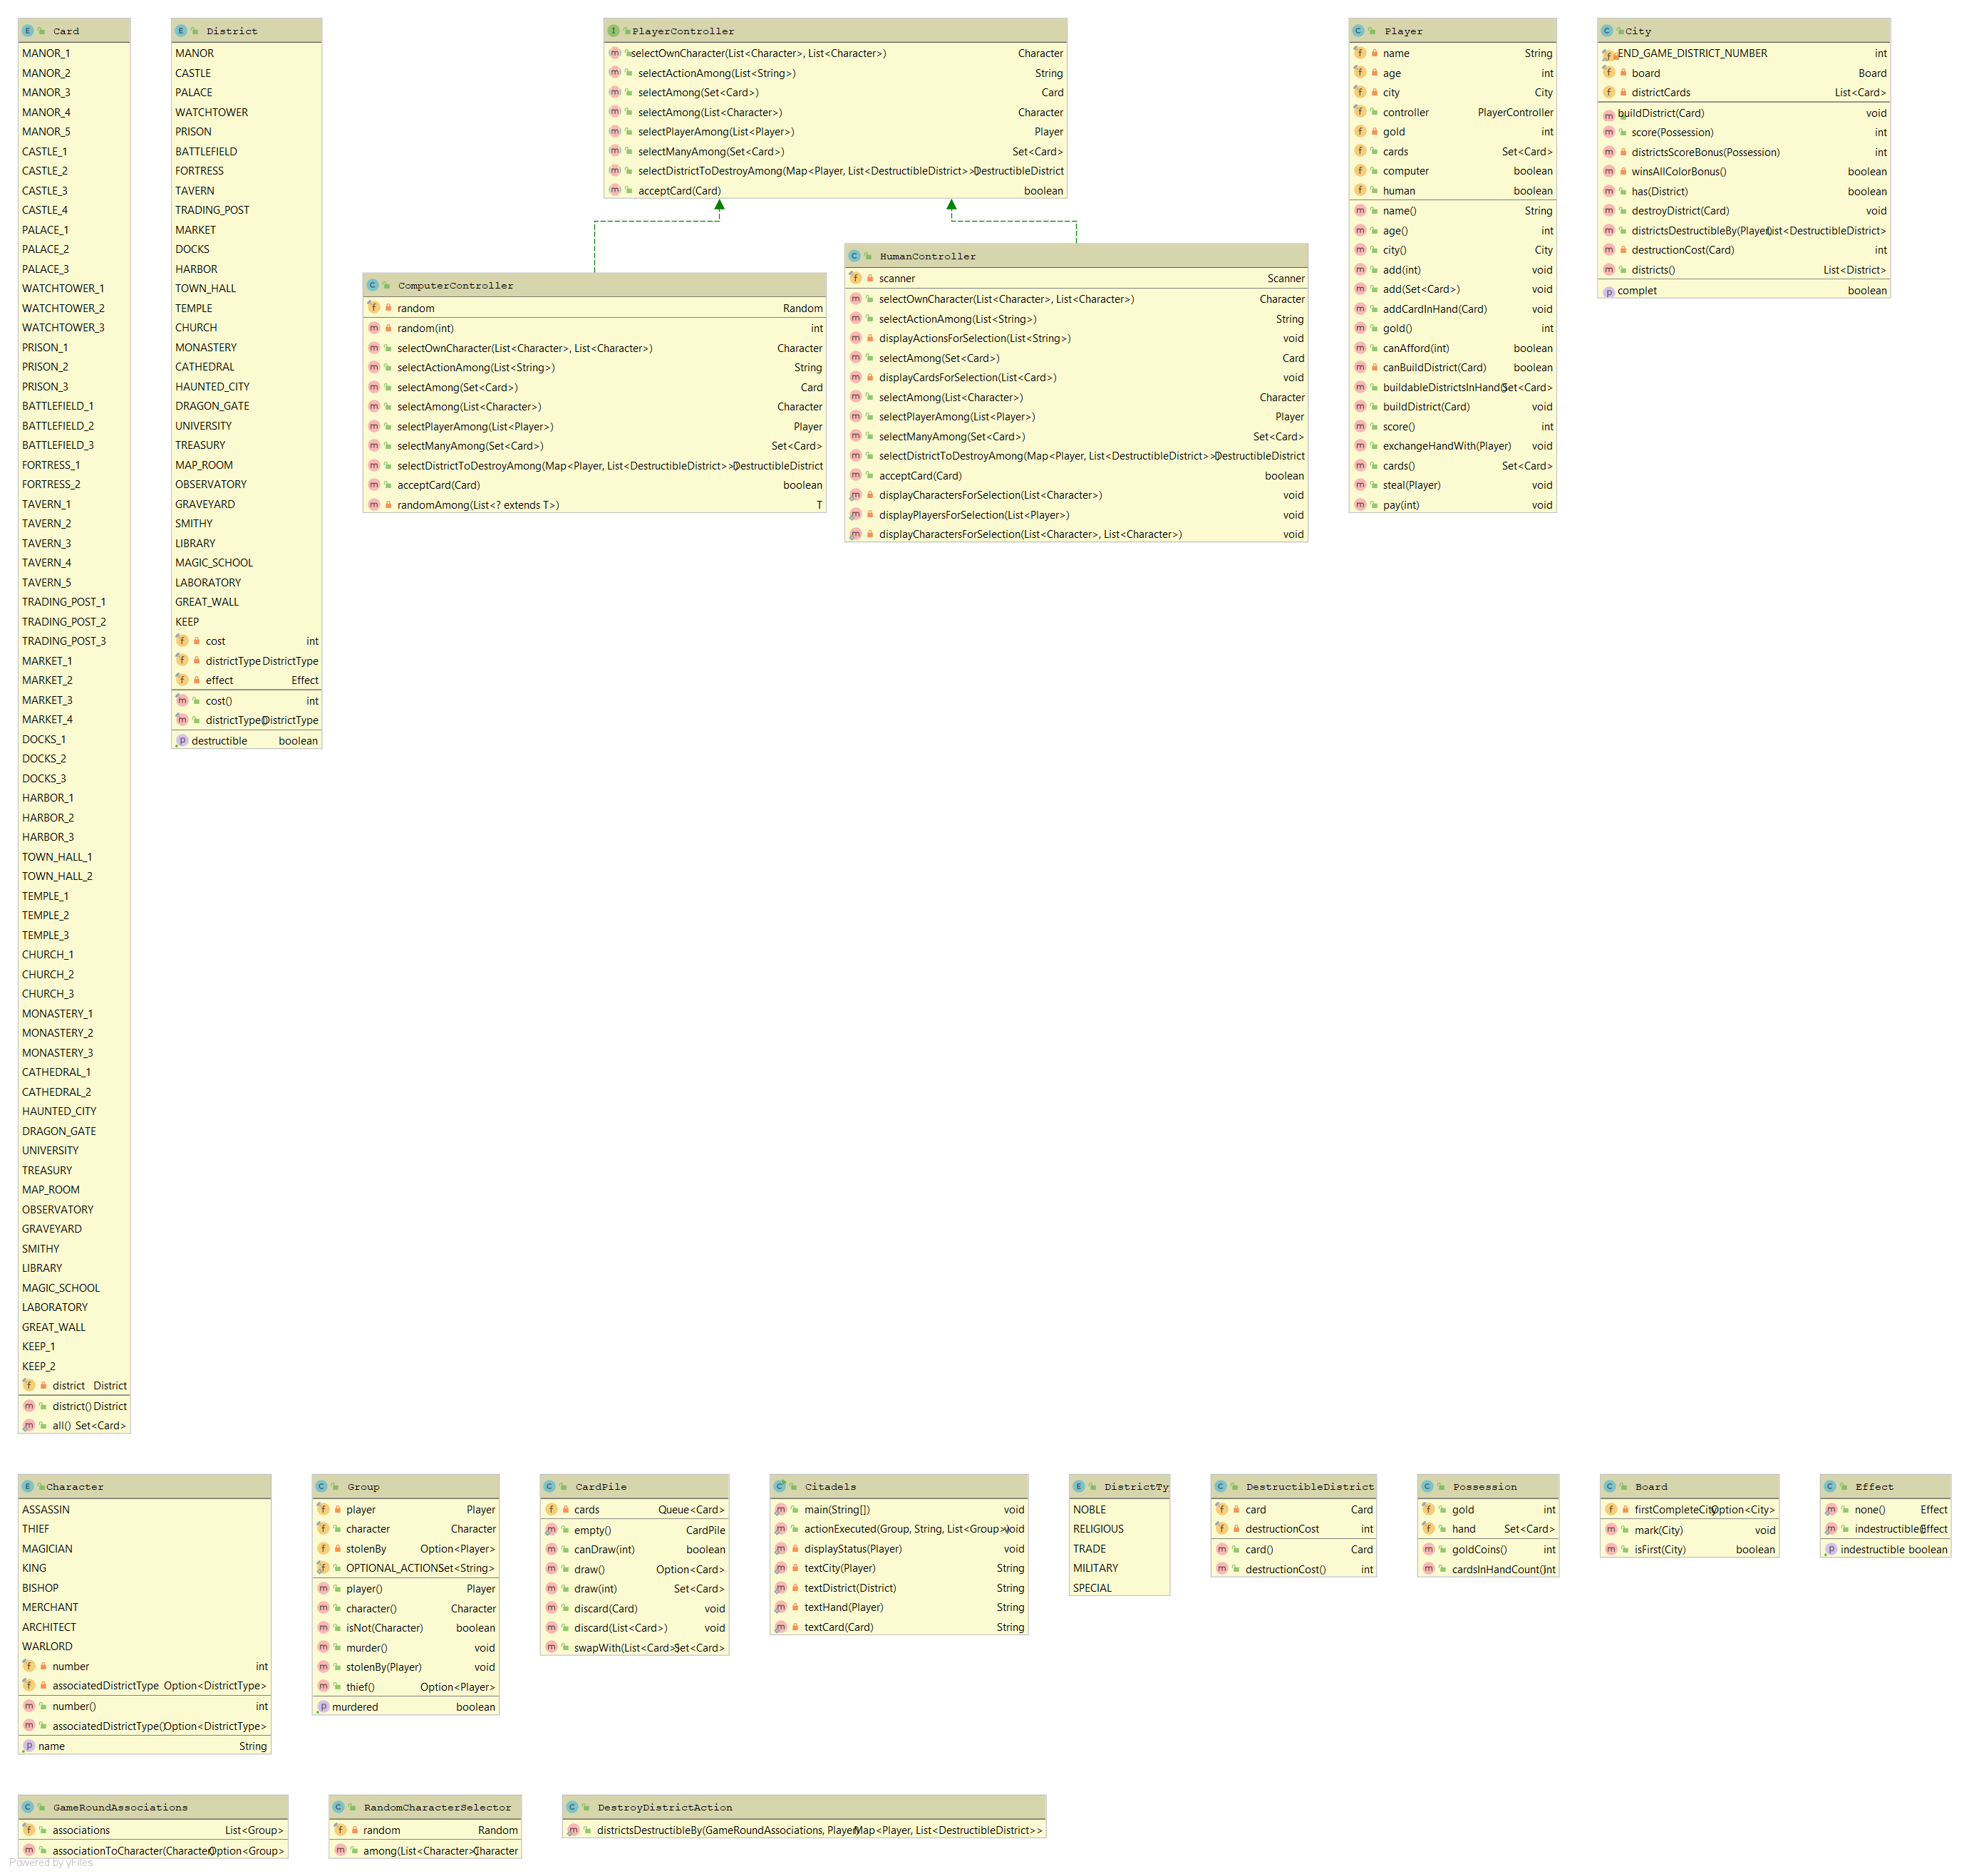 Card
MANOR_1
MANOR_2
MANOR_3
MANOR_4
MANOR_5
CASTLE_1
CASTLE_2
CASTLE_3
CASTLE_4
PALACE_1
PALACE_2
PALACE_3
WATCHTOWER_1
WATCHTOWER_2
WATCHTOWER_3
PRISON_1
PRISON_2
PRISON_3
BATTLEFIELD_1
BATTLEFIELD_2
BATTLEFIELD_3
FORTRESS_1
FORTRESS_2
TAVERN_1
TAVERN_2
TAVERN_3
TAVERN_4
TAVERN_5
TRADING_POST_1
TRADING_POST_2
TRADING_POST_3
MARKET_1
MARKET_2
MARKET_3
MARKET_4
DOCKS_1
DOCKS_2
DOCKS_3
HARBOR_1
HARBOR_2
HARBOR_3
TOWN_HALL_1
TOWN_HALL_2
TEMPLE_1
TEMPLE_2
TEMPLE_3
CHURCH_1
CHURCH_2
CHURCH_3
MONASTERY_1
MONASTERY_2
MONASTERY_3
CATHEDRAL_1
CATHEDRAL_2
HAUNTED_CITY
DRAGON_GATE
UNIVERSITY
TREASURY
MAP_ROOM
OBSERVATORY
GRAVEYARD
SMITHY
LIBRARY
MAGIC_SCHOOL
LABORATORY
GREAT_WALL
KEEP_1
KEEP_2
district District
district() District
all() Set<Card>
District
MANOR
CASTLE
PALACE
WATCHTOWER
PRISON
BATTLEFIELD
FORTRESS
TAVERN
TRADING_POST
MARKET
DOCKS
HARBOR
TOWN_HALL
TEMPLE
CHURCH
MONASTERY
CATHEDRAL
HAUNTED_CITY
DRAGON_GATE
UNIVERSITY
TREASURY
MAP_ROOM
OBSERVATORY
GRAVEYARD
SMITHY
LIBRARY
MAGIC_SCHOOL
LABORATORY
GREAT_WALL
KEEP
cost int
districtType DistrictType
effect Effect
cost() int
districtType() DistrictType
destructible boolean
PlayerController
selectOwnCharacter(List<Character>, List<Character>) Character
selectActionAmong(List<String>) String
selectAmong(Set<Card>) Card
selectAmong(List<Character>) Character
selectPlayerAmong(List<Player>) Player
selectManyAmong(Set<Card>) Set<Card>
selectDistrictToDestroyAmong(Map<Player, List<DestructibleDistrict>>) DestructibleDistrict
acceptCard(Card) boolean
ComputerController
random Random
random(int) int
selectOwnCharacter(List<Character>, List<Character>) Character
selectActionAmong(List<String>) String
selectAmong(Set<Card>) Card
selectAmong(List<Character>) Character
selectPlayerAmong(List<Player>) Player
selectManyAmong(Set<Card>) Set<Card>
selectDistrictToDestroyAmong(Map<Player, List<DestructibleDistrict>>) DestructibleDistrict
acceptCard(Card) boolean
randomAmong(List<? extends T>) T
HumanController
scanner Scanner
selectOwnCharacter(List<Character>, List<Character>) Character
selectActionAmong(List<String>) String
displayActionsForSelection(List<String>) void
selectAmong(Set<Card>) Card
displayCardsForSelection(List<Card>) void
selectAmong(List<Character>) Character
selectPlayerAmong(List<Player>) Player
selectManyAmong(Set<Card>) Set<Card>
selectDistrictToDestroyAmong(Map<Player, List<DestructibleDistrict>>) DestructibleDistrict
acceptCard(Card) boolean
displayCharactersForSelection(List<Character>) void
displayPlayersForSelection(List<Player>) void
displayCharactersForSelection(List<Character>, List<Character>) void
Player
name String
age int
city City
controller PlayerController
gold int
cards Set<Card>
computer boolean
human boolean
name() String
age() int
city() City
add(int) void
add(Set<Card>) void
addCardInHand(Card) void
gold() int
canAfford(int) boolean
canBuildDistrict(Card) boolean
buildableDistrictsInHand() Set<Card>
buildDistrict(Card) void
score() int
exchangeHandWith(Player) void
cards() Set<Card>
steal(Player) void
pay(int) void
City
END_GAME_DISTRICT_NUMBER int
board Board
districtCards List<Card>
buildDistrict(Card) void
score(Possession) int
districtsScoreBonus(Possession) int
winsAllColorBonus() boolean
has(District) boolean
destroyDistrict(Card) void
districtsDestructibleBy(Player) List<DestructibleDistrict>
destructionCost(Card) int
districts() List<District>
complet boolean
Character
ASSASSIN
THIEF
MAGICIAN
KING
BISHOP
MERCHANT
ARCHITECT
WARLORD
number int
associatedDistrictType Option<DistrictType>
number() int
associatedDistrictType() Option<DistrictType>
name String
Group
player Player
character Character
stolenBy Option<Player>
OPTIONAL_ACTION Set<String>
player() Player
character() Character
isNot(Character) boolean
murder() void
stolenBy(Player) void
thief() Option<Player>
murdered boolean
CardPile
cards Queue<Card>
empty() CardPile
canDraw(int) boolean
draw() Option<Card>
draw(int) Set<Card>
discard(Card) void
discard(List<Card>) void
swapWith(List<Card>) Set<Card>
Citadels
main(String[]) void
actionExecuted(Group, String, List<Group>) void
displayStatus(Player) void
textCity(Player) String
textDistrict(District) String
textHand(Player) String
textCard(Card) String
DistrictTy
NOBLE
RELIGIOUS
TRADE
MILITARY
SPECIAL
DestructibleDistrict
card Card
destructionCost int
card() Card
destructionCost() int
Possession
gold int
hand Set<Card>
goldCoins() int
cardsInHandCount() int
Board
firstCompleteCity Option<City>
mark(City) void
isFirst(City) boolean
Effect
none() Effect
indestructible() Effect
indestructible boolean
GameRoundAssociations
associations List<Group>
associationToCharacter(Character) Option<Group>
RandomCharacterSelector
random Random
among(List<Character>) Character
DestroyDistrictAction
districtsDestructibleBy(GameRoundAssociations, Player) Map<Player, List<DestructibleDistrict>>
Powered by yFiles